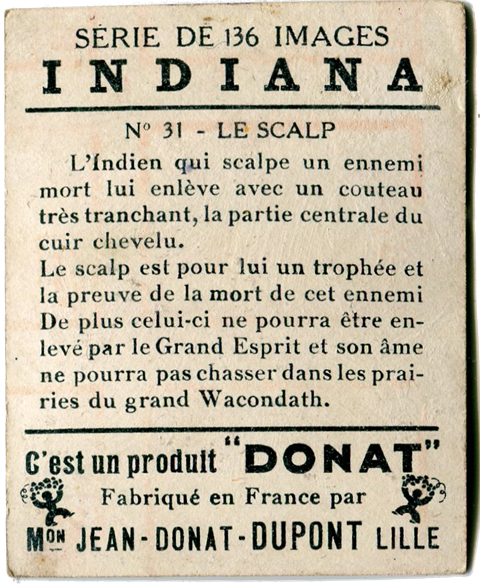 SÉRIE DE 136 IMAGES
INDIANA
Nº 31 - LE SCALP
L'Indien qui scalpe un ennemi
mort lui enlève avec un couteau
très tranchant, la partie centrale du
cuir chevelu.
Le scalp est pour lui un trophée et
la preuve de la mort de cet ennemi
De plus celui-ci ne pourra être en-
levé par le Grand Esprit et son âme
ne pourra pas chasser dans les prai-
ries du grand Wacondath.
C'est un produit "DONAT"
Fabriqué en France par
MON JEAN-DONAT-DUPONT LILLE